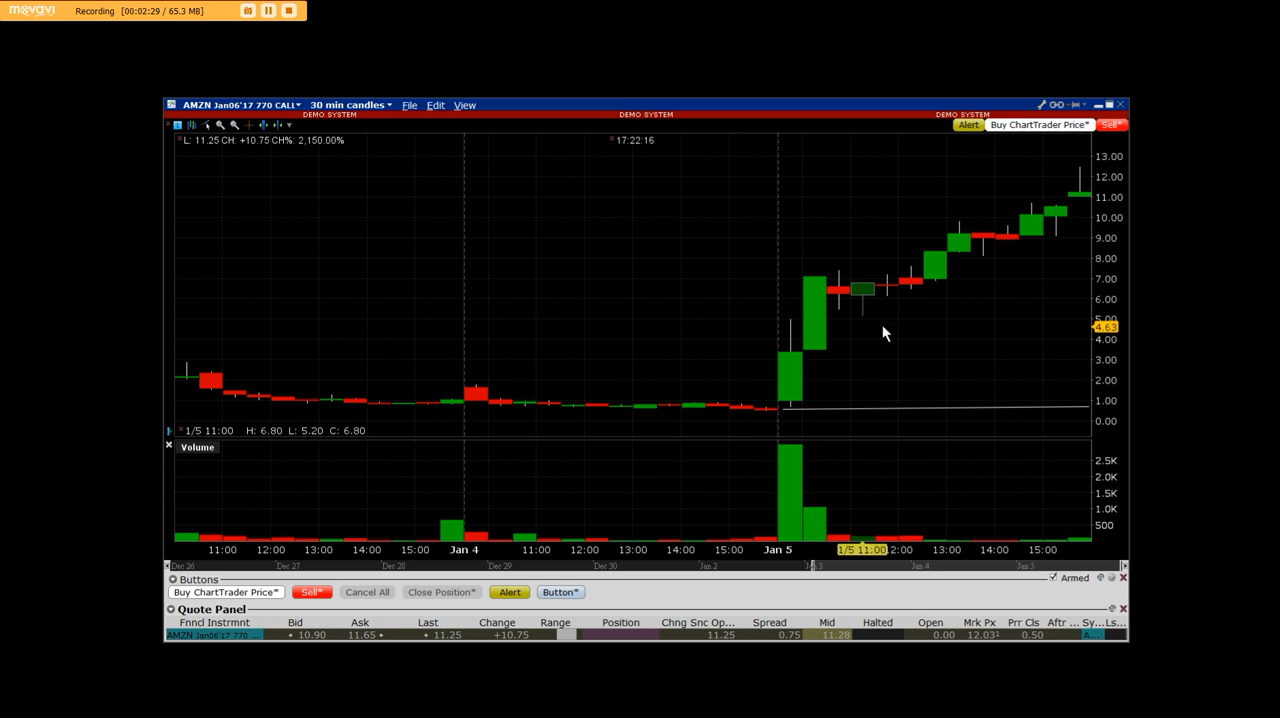 movavi Recording [00:02:29 / 65.3 MB]
AMZN Jan06'17 770 CALL 30 min candles File Edit View
DEMO SYSTEM DEMO SYSTEM DEMO SYSTEM
Alert Buy ChartTrader Price* Sell*
L: 11.25 CH: +10.75 CH%: 2,150.00% 17:22:16
13.00
12.00
11.00
10.00
9.00
8.00
7.00
6.00
5.00
4.63
4.00
3.00
2.00
1.00
0.00
1/5 11:00 H: 6.80 L: 5.20 C: 6.80
Volume
2.5K
2.0K
1.5K
1.0K
500
11:00 12:00 13:00 14:00 15:00 Jan 4 11:00 12:00 13:00 14:00 15:00 Jan 5 1/5 11:00 2:00 13:00 14:00 15:00
Dec 26 Dec 27 Dec 28 Dec 29 Dec 30 Jan 2 Jan 4
Buttons Armed
Buy ChartTrader Price* Sell* Cancel All Close Position* Alert Button*
Quote Panel
Fnncl Instrmnt Bid Ask Last Change Range Position Chng Snc Op... Spread Mid Halted Open Mrk Px Prr Cls Aftr ... Sy... Ls...
AMZN Jan06'17 770 ... 10.90 11.65 11.25 +10.75 11.25 0.75 11.28 0.00 12.03¹ 0.50 A...